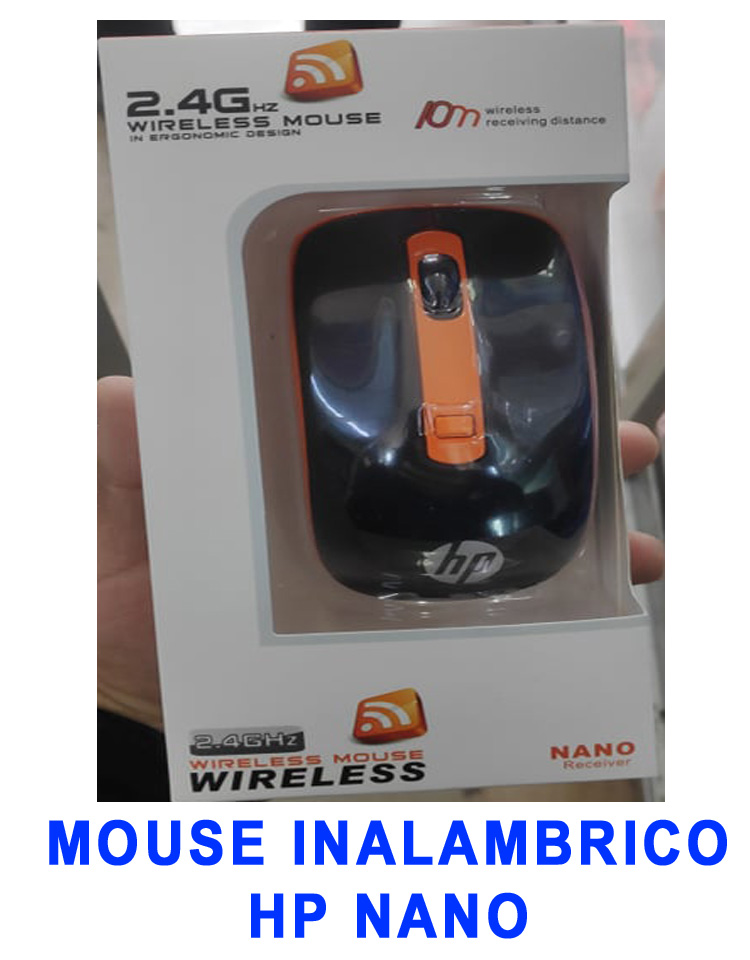 2.4GHZ
WIRELESS MOUSE
IN ERGONOMIC DESIGN
10m wireless
receiving distance
hp
2.4GHz
WIRELESS MOUSE
WIRELESS
NANO
Receiver
MOUSE INALAMBRICO
HP NANO